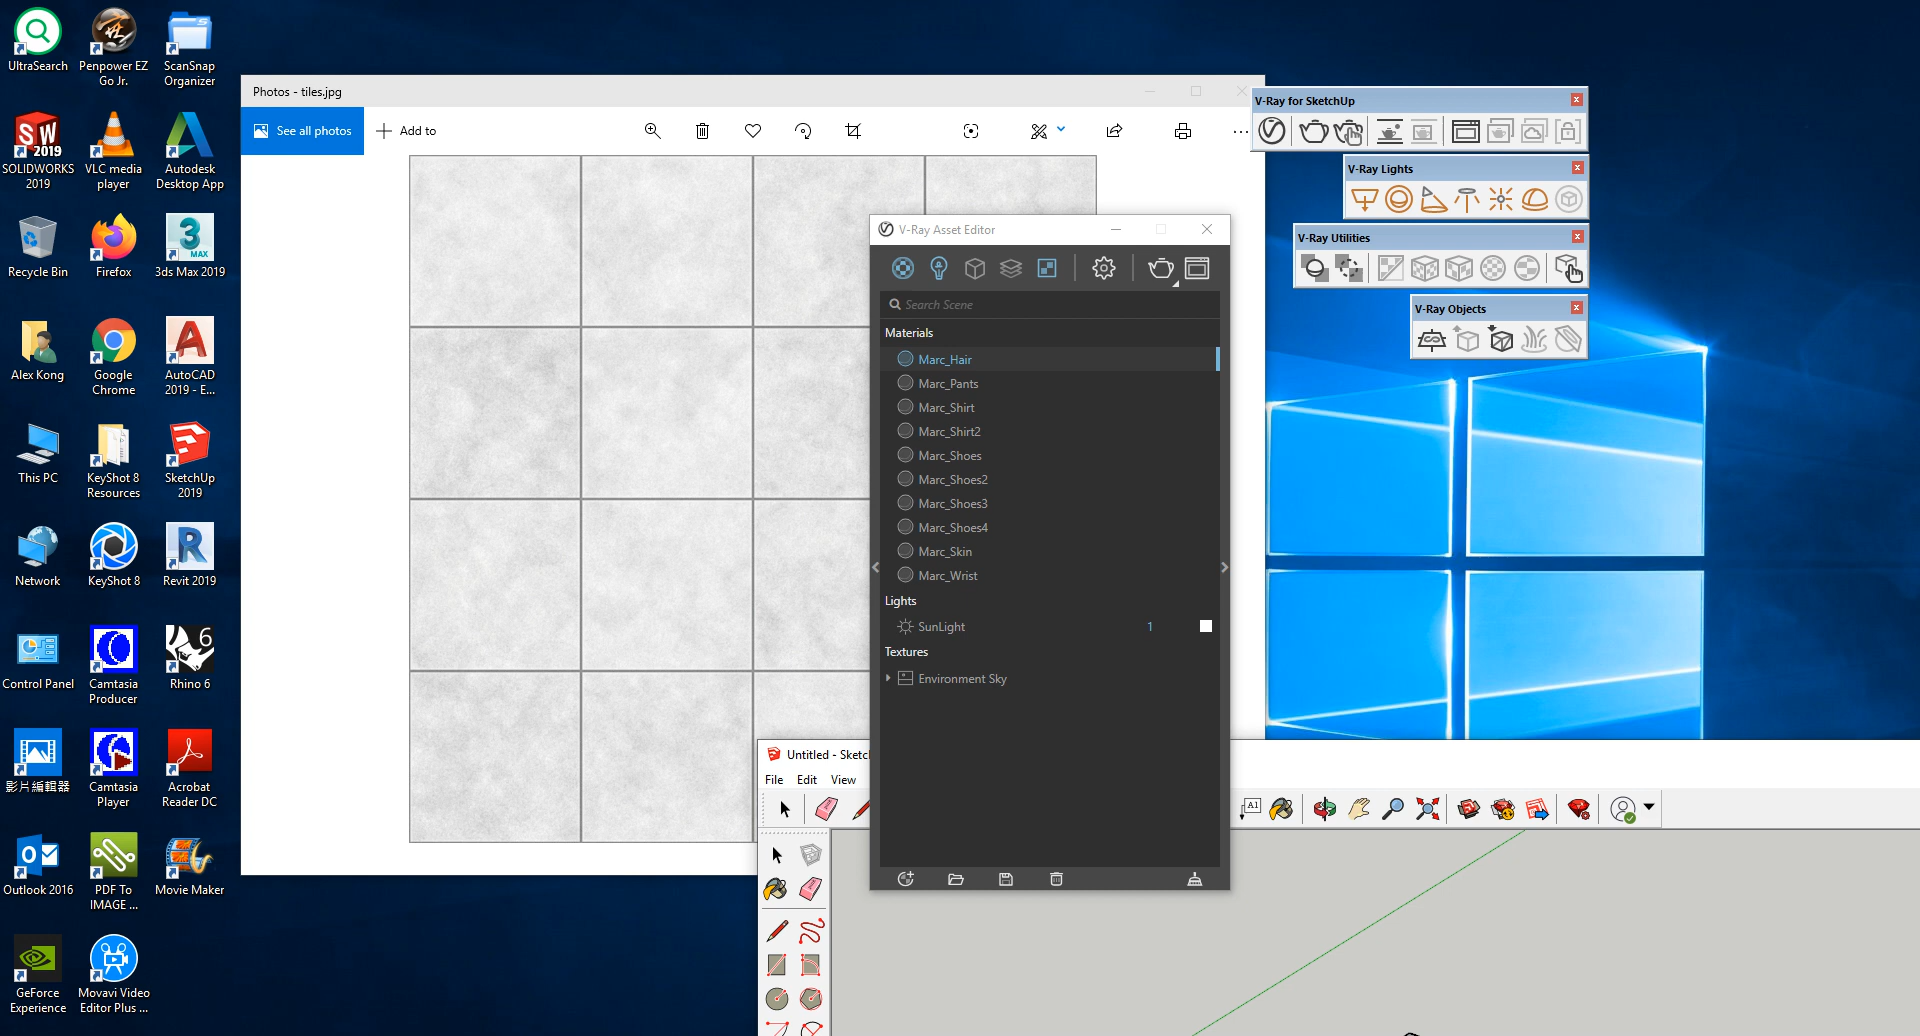 UltraSearch
Penpower EZ
Go Jr.
ScanSnap
Organizer
SOLIDWORKS
2019
VLC media
player
Autodesk
Desktop App
Recycle Bin
Firefox
3ds Max 2019
Alex Kong
Google
Chrome
AutoCAD
2019 - E...
This PC
KeyShot 8
Resources
SketchUp
2019
Network
KeyShot 8
Revit 2019
Control Panel
Camtasia
Producer
Rhino 6
影片編輯器
Camtasia
Player
Acrobat
Reader DC
Outlook 2016
PDF To
IMAGE ...
Movie Maker
GeForce
Experience
Movavi Video
Editor Plus ...
Photos - tiles.jpg
See all photos
Add to
V-Ray for SketchUp
V-Ray Lights
V-Ray Utilities
V-Ray Objects
V-Ray Asset Editor
Search Scene
Materials
Marc_Hair
Marc_Pants
Marc_Shirt
Marc_Shirt2
Marc_Shoes
Marc_Shoes2
Marc_Shoes3
Marc_Shoes4
Marc_Skin
Marc_Wrist
Lights
SunLight 1
Textures
Environment Sky
Untitled - Sketc
File Edit View